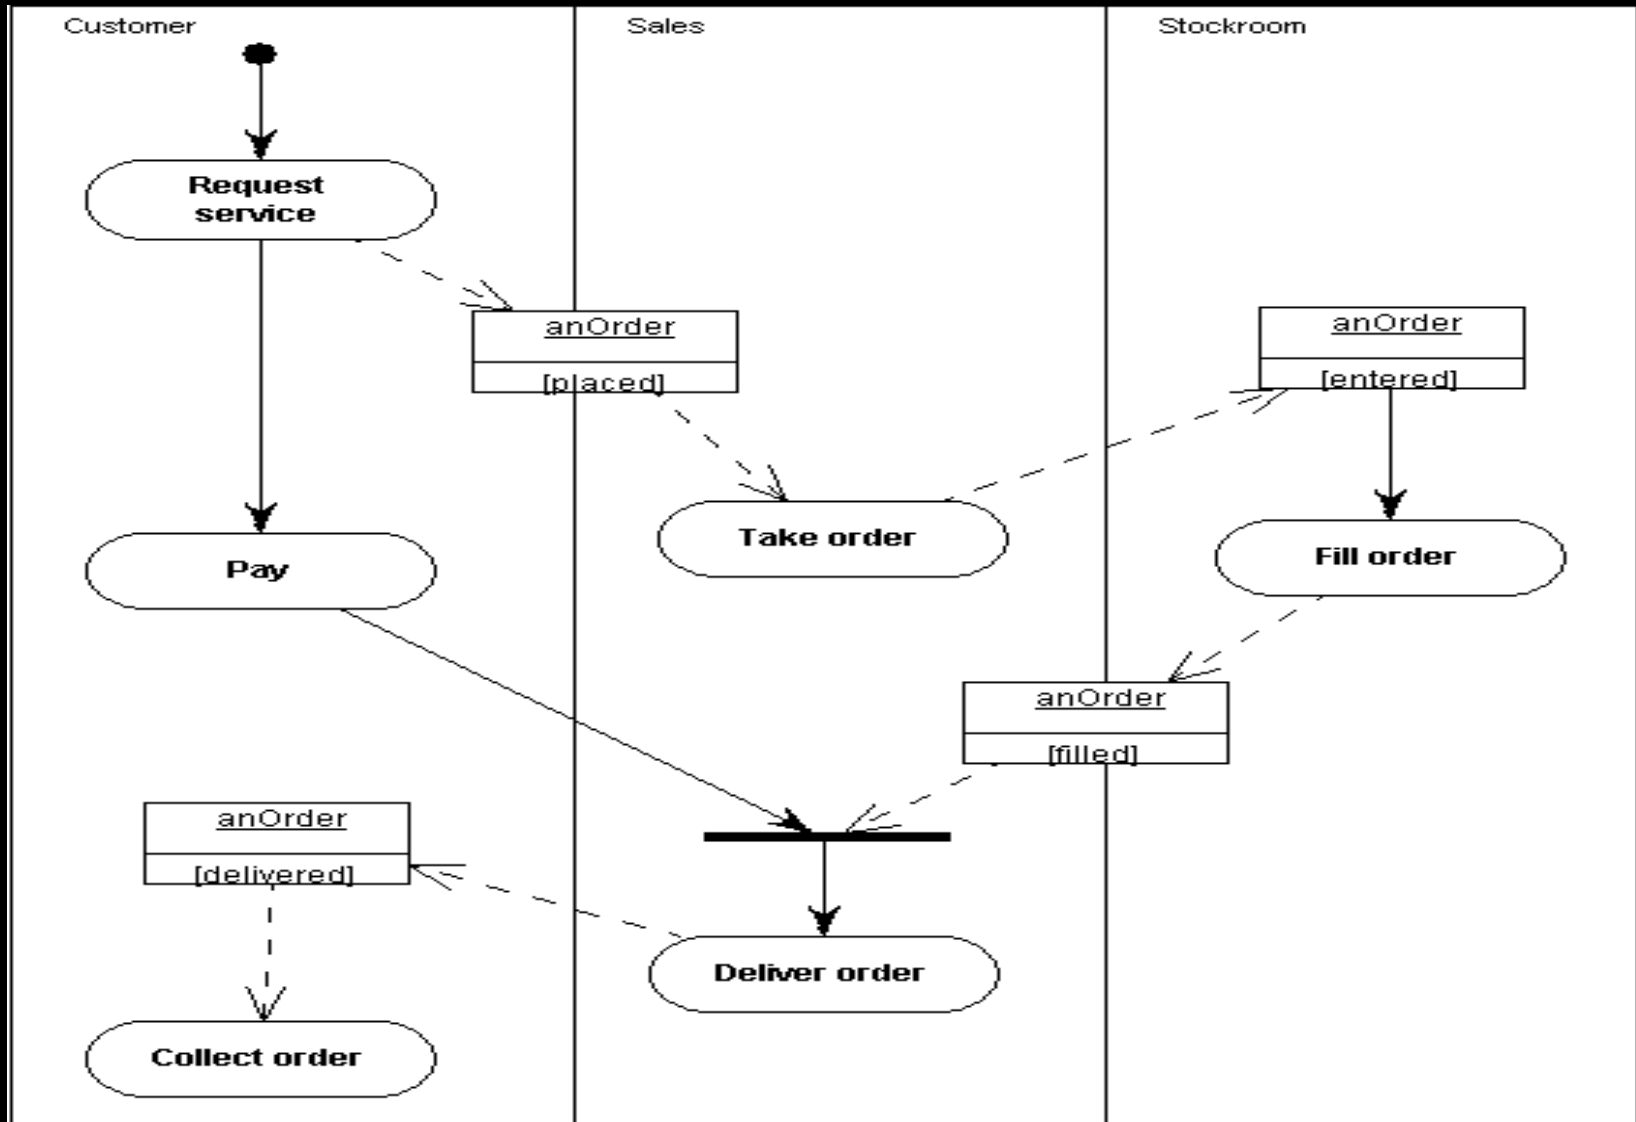 Customer
Sales
Stockroom
Request
service
anOrder
[placed]
anOrder
[entered]
Pay
Take order
Fill order
anOrder
[filled]
anOrder
[delivered]
Deliver order
Collect order